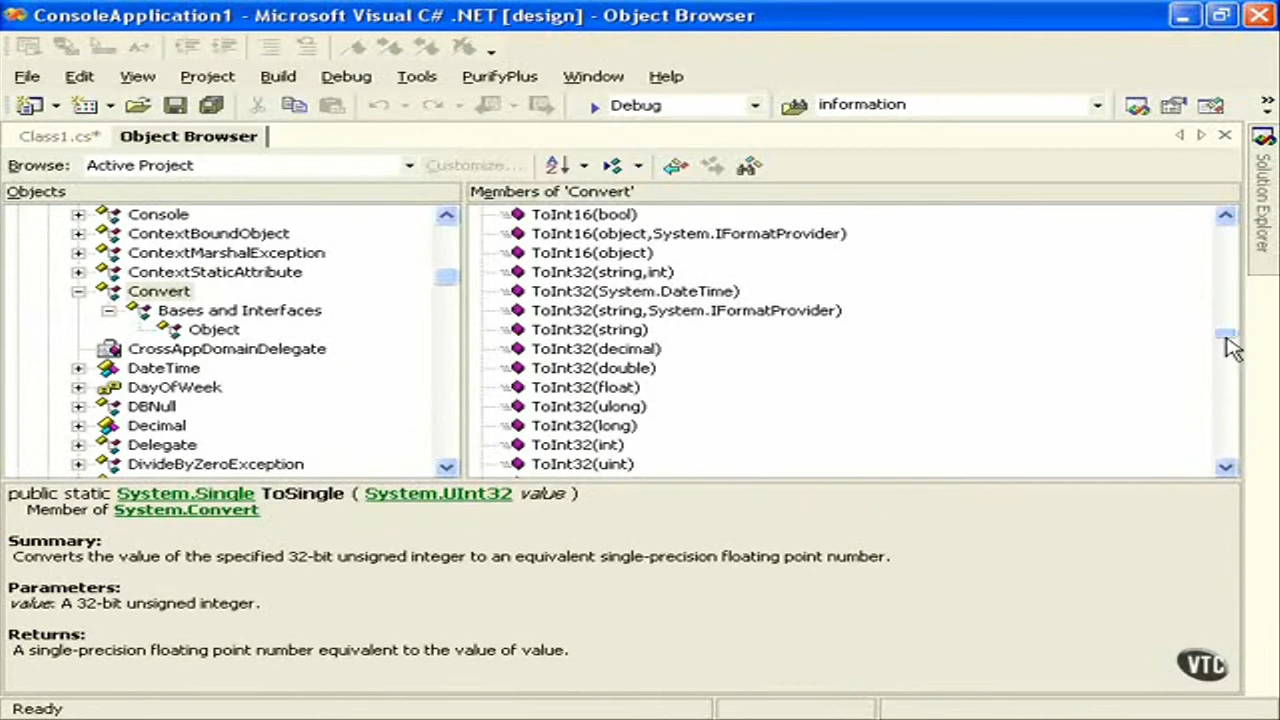 ConsoleApplication1 - Microsoft Visual C# .NET [design] - Object Browser
File Edit View Project Build Debug Tools PurifyPlus Window Help
Debug information
Class1.cs* Object Browser
Browse: Active Project Customize...
Objects
Console
ContextBoundObject
ContextMarshalException
ContextStaticAttribute
Convert
Bases and Interfaces
Object
CrossAppDomainDelegate
DateTime
DayOfWeek
DBNull
Decimal
Delegate
DivideByZeroException
Members of 'Convert'
ToInt16(bool)
ToInt16(object,System.IFormatProvider)
ToInt16(object)
ToInt32(string,int)
ToInt32(System.DateTime)
ToInt32(string,System.IFormatProvider)
ToInt32(string)
ToInt32(decimal)
ToInt32(double)
ToInt32(float)
ToInt32(ulong)
ToInt32(long)
ToInt32(int)
ToInt32(uint)
Solution Explorer
public static System.Single ToSingle ( System.UInt32 value )
Member of System.Convert
Summary:
Converts the value of the specified 32-bit unsigned integer to an equivalent single-precision floating point number.
Parameters:
value: A 32-bit unsigned integer.
Returns:
A single-precision floating point number equivalent to the value of value.
VTC
Ready